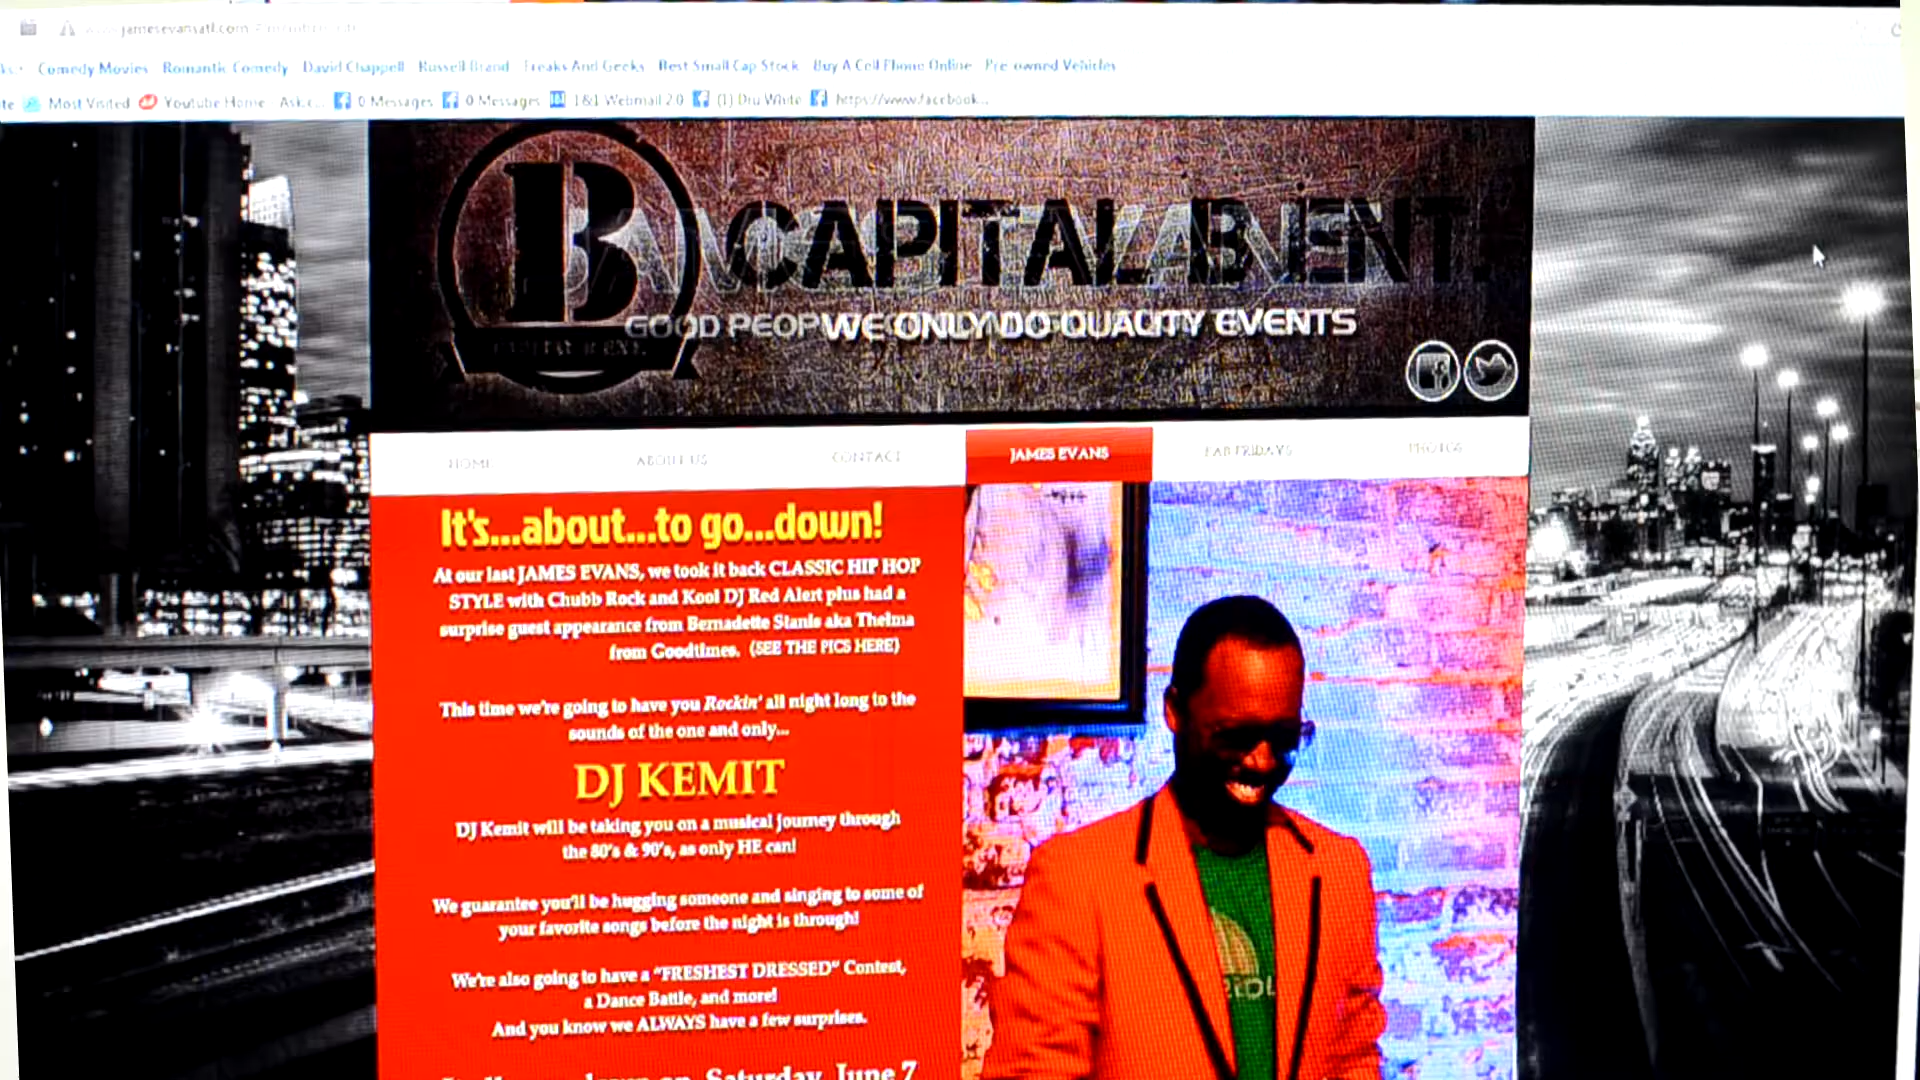 Comedy Movies Romantic Comedy David Chappell Russell Brand Freaks And Geeks Best Small Cap Stock Buy A Cell Phone Online Pre-owned Vehicles
Most Visited Youtube Home Ask.c... 0 Messages 0 Messages 1&1 Webmail 2.0 (1) Dru White https://www.facebook...
B CAPITAL B ENT.
GOOD WE ONLY DO QUALITY EVENTS
HOME ABOUT US CONTACT JAMES EVANS FAB FRIDAYS PHOTOS
It's...about...to go...down!
At our last JAMES EVANS, we took it back CLASSIC HIP HOP
STYLE with Chubb Rock and Kool DJ Red Alert plus had a
surprise guest appearance from Bernadette Stanis aka Thelma
from Goodtimes. (SEE THE PICS HERE)
This time we're going to have you Rockin' all night long to the
sounds of the one and only...
DJ KEMIT
DJ Kemit will be taking you on a musical journey through
the 80's & 90's, as only HE can!
We guarantee you'll be hugging someone and singing to some of
your favorite songs before the night is through!
We're also going to have a "FRESHEST DRESSED" Contest,
a Dance Battle, and more!
And you know we ALWAYS have a few surprises.
Saturday, June 7